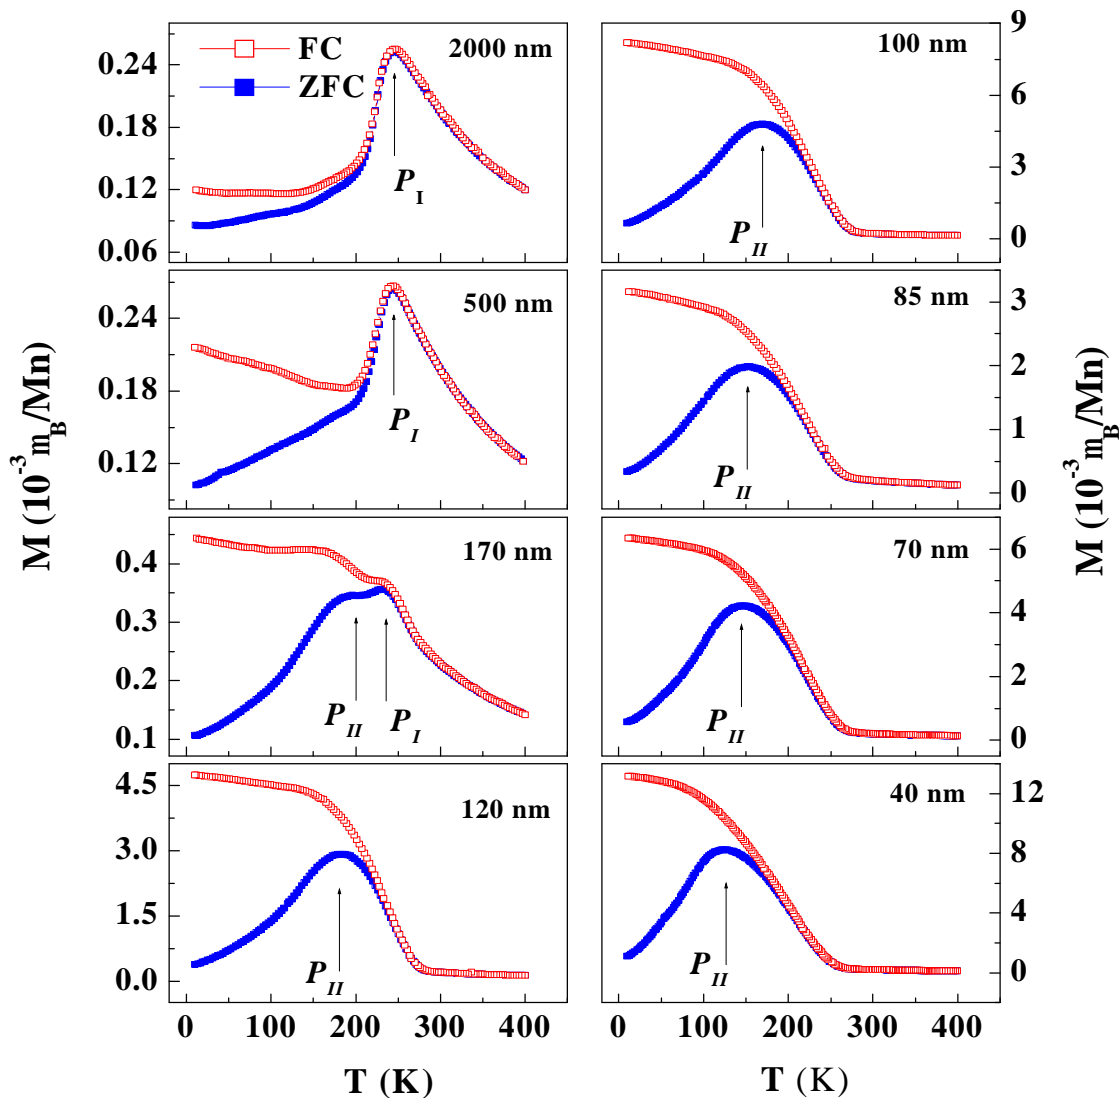 FC
ZFC
2000 nm
P_I
0.24
0.18
0.12
0.06
500 nm
P_I
0.24
0.18
0.12
170 nm
P_II
P_I
0.4
0.3
0.2
0.1
120 nm
P_II
4.5
3.0
1.5
0.0
0 100 200 300 400
T (K)
M (10^-3 m_B/Mn)
100 nm
P_II
9
6
3
0
85 nm
P_II
3
2
1
0
70 nm
P_II
6
4
2
0
40 nm
P_II
12
8
4
0
0 100 200 300 400
T (K)
M (10^-3 m_B/Mn)